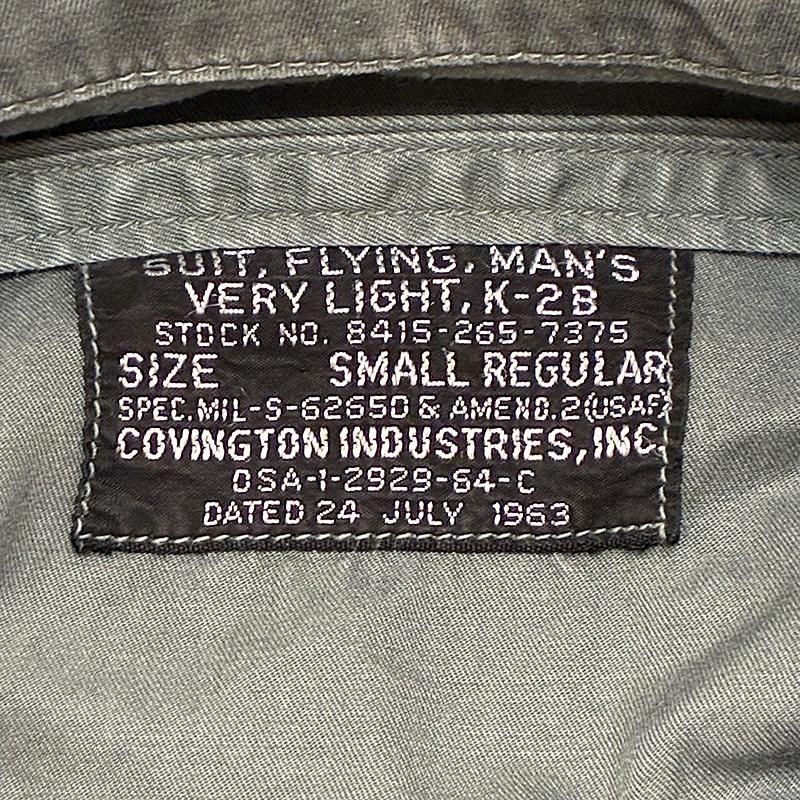 SUIT, FLYING, MAN'S
VERY LIGHT, K-2B
STOCK NO. 8415-265-7375
SIZE SMALL REGULAR
SPEC.MIL-S-6265D & AMEND.2(USAF)
COVINGTON INDUSTRIES, INC.
DSA-1-2929-64-C
DATED 24 JULY 1963